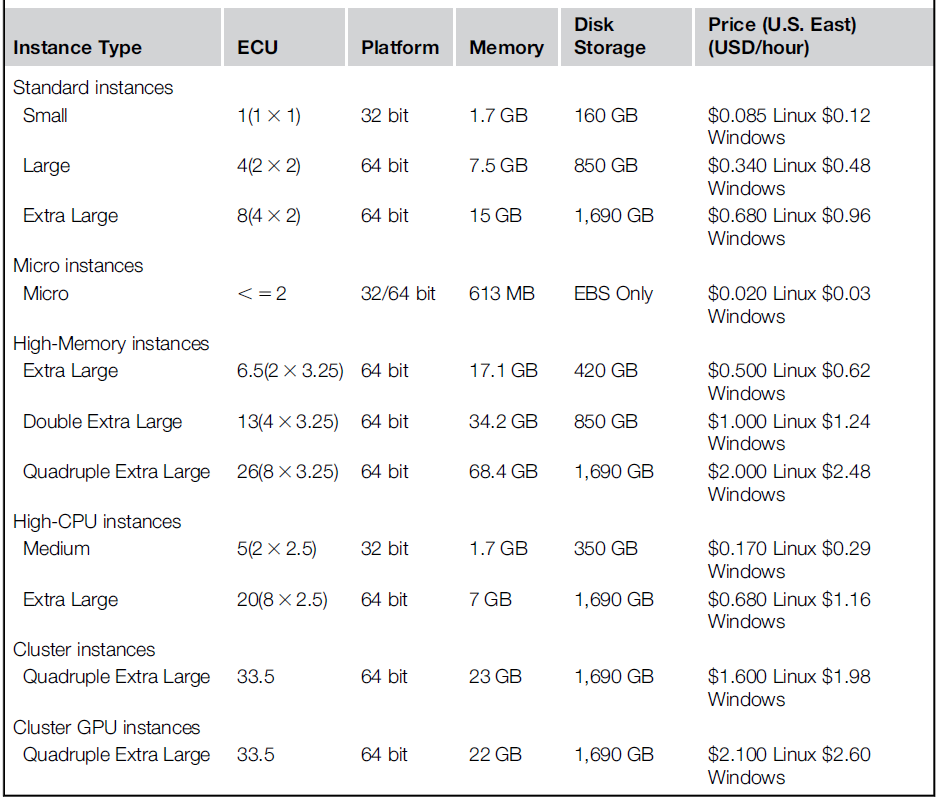 Instance Type ECU Platform Memory Disk Storage Price (U.S. East) (USD/hour)
Standard instances
Small 1(1 × 1) 32 bit 1.7 GB 160 GB $0.085 Linux $0.12
Windows
Large 4(2 × 2) 64 bit 7.5 GB 850 GB $0.340 Linux $0.48
Windows
Extra Large 8(4 × 2) 64 bit 15 GB 1,690 GB $0.680 Linux $0.96
Windows
Micro instances
Micro < = 2 32/64 bit 613 MB EBS Only $0.020 Linux $0.03
Windows
High-Memory instances
Extra Large 6.5(2 × 3.25) 64 bit 17.1 GB 420 GB $0.500 Linux $0.62
Windows
Double Extra Large 13(4 × 3.25) 64 bit 34.2 GB 850 GB $1.000 Linux $1.24
Windows
Quadruple Extra Large 26(8 × 3.25) 64 bit 68.4 GB 1,690 GB $2.000 Linux $2.48
Windows
High-CPU instances
Medium 5(2 × 2.5) 32 bit 1.7 GB 350 GB $0.170 Linux $0.29
Windows
Extra Large 20(8 × 2.5) 64 bit 7 GB 1,690 GB $0.680 Linux $1.16
Windows
Cluster instances
Quadruple Extra Large 33.5 64 bit 23 GB 1,690 GB $1.600 Linux $1.98
Windows
Cluster GPU instances
Quadruple Extra Large 33.5 64 bit 22 GB 1,690 GB $2.100 Linux $2.60
Windows